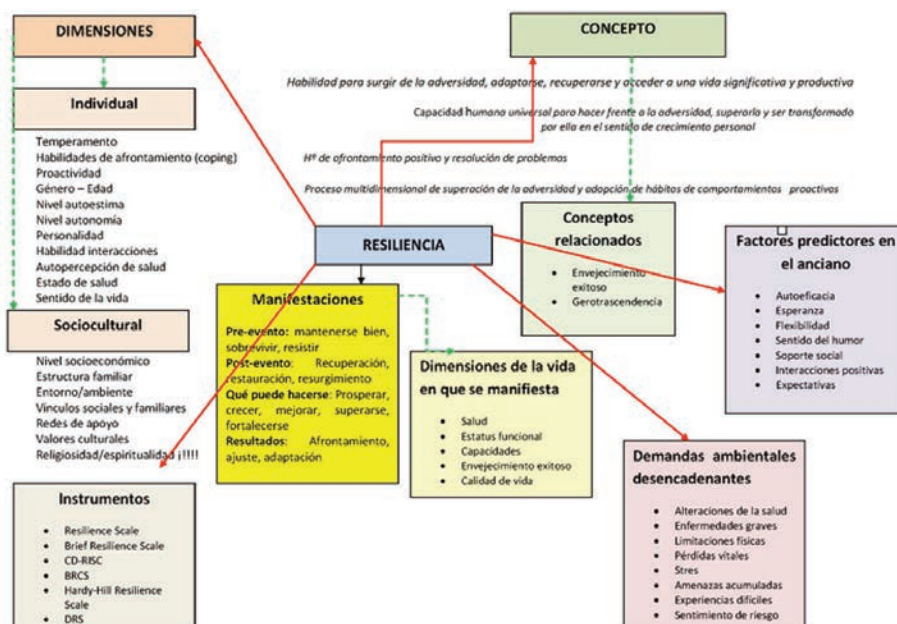 DIMENSIONES
Individual
Temperamento
Habilidades de afrontamiento (coping)
Proactividad
Género – Edad
Nivel autoestima
Nivel autonomía
Personalidad
Habilidad interacciones
Autopercepción de salud
Estado de salud
Sentido de la vida
Sociocultural
Nivel socioeconómico
Estructura familiar
Entorno/ambiente
Vínculos sociales y familiares
Redes de apoyo
Valores culturales
Religiosidad/espiritualidad ¡!!!!
Instrumentos
• Resilience Scale
• Brief Resilience Scale
• CD-RISC
• BRCS
• Hardy-Hill Resilience
Scale
• DRS
CONCEPTO
Habilidad para surgir de la adversidad, adaptarse, recuperarse y acceder a una vida significativa y productiva
Capacidad humana universal para hacer frente a la adversidad, superarla y ser transformado
por ella en el sentido de crecimiento personal
Hª de afrontamiento positivo y resolución de problemas
Proceso multidimensional de superación de la adversidad y adopción de hábitos de comportamientos proactivos
RESILIENCIA
Manifestaciones
Pre-evento: mantenerse bien,
sobrevivir, resistir
Post-evento: Recuperación,
restauración, resurgimiento
Qué puede hacerse: Prosperar,
crecer, mejorar, superarse,
fortalecerse
Resultados: Afrontamiento,
ajuste, adaptación
Conceptos
relacionados
• Envejecimiento
exitoso
• Gerotrascendencia
Dimensiones de la vida
en que se manifiesta
• Salud
• Estatus funcional
• Capacidades
• Envejecimiento exitoso
• Calidad de vida
Factores predictores en
el anciano
• Autoeficacia
• Esperanza
• Flexibilidad
• Sentido del humor
• Soporte social
• Interacciones positivas
• Expectativas
Demandas ambientales
desencadenantes
• Alteraciones de la salud
• Enfermedades graves
• Limitaciones físicas
• Pérdidas vitales
• Stres
• Amenazas acumuladas
• Experiencias difíciles
• Sentimiento de riesgo